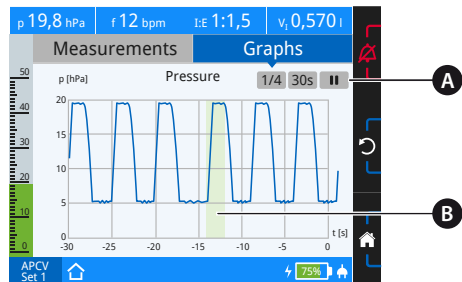 p 19,8 hPa f 12 bpm I:E 1:1,5 VI 0,570 l
Measurements Graphs
p [hPa] Pressure 1/4 30s
A
50
40
30
20
10
0
20
15
10
5
0
B
t [s]
-30 -25 -20 -15 -10 -5 0
APCV
Set 1
75%